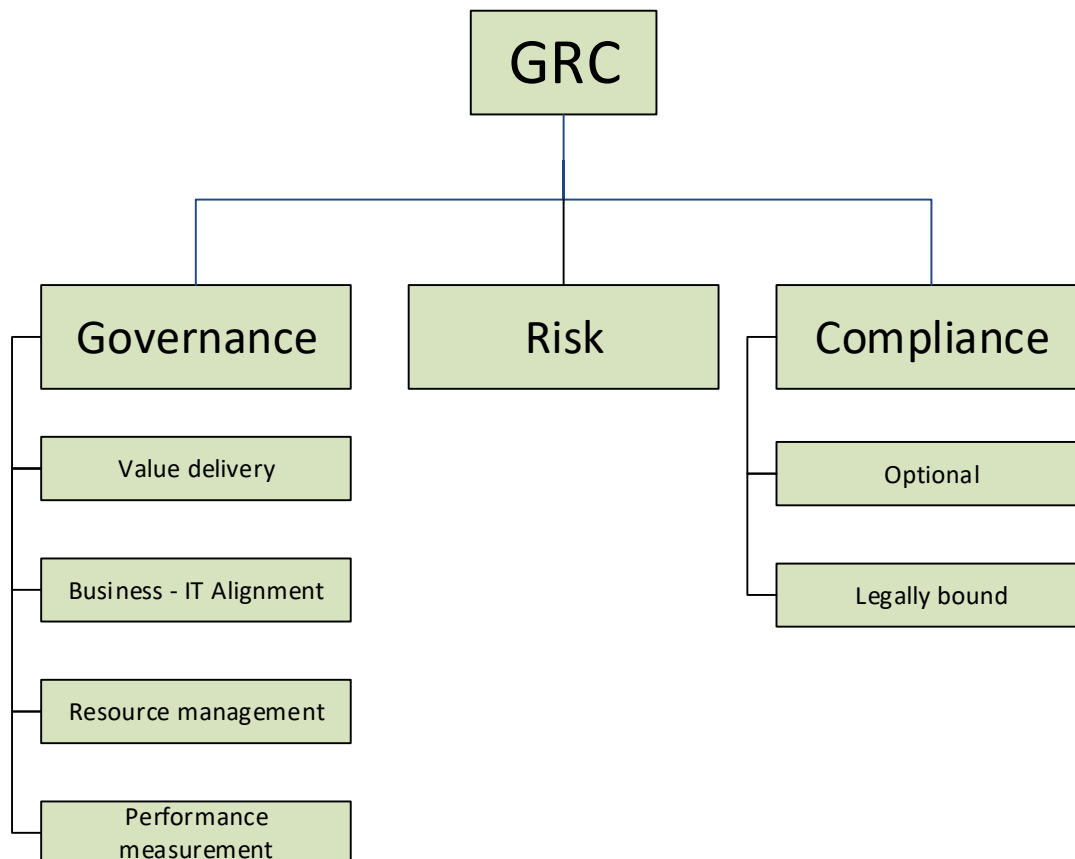 GRC
Governance
Risk
Compliance
Value delivery
Optional
Business - IT Alignment
Legally bound
Resource management
Performance
measurement